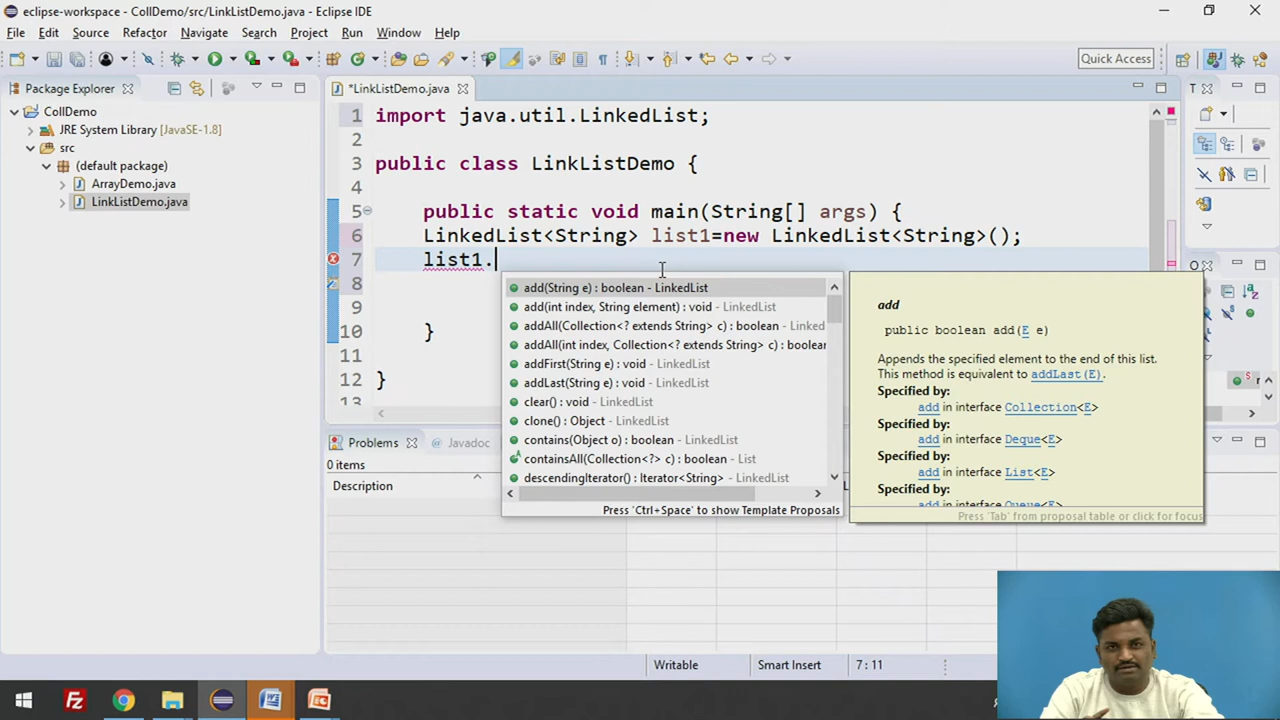 eclipse-workspace - CollDemo/src/LinkListDemo.java - Eclipse IDE
File Edit Source Refactor Navigate Search Project Run Window Help
Quick Access
Package Explorer
CollDemo
JRE System Library [JavaSE-1.8]
src
(default package)
ArrayDemo.java
LinkListDemo.java
*LinkListDemo.java
1 import java.util.LinkedList;
2
3 public class LinkListDemo {
4
5 public static void main(String[] args) {
6 LinkedList<String> list1=new LinkedList<String>();
7 list1.
8
9
10 }
11
12 }
13
add(String e) : boolean - LinkedList
add(int index, String element) : void - LinkedList
addAll(Collection<? extends String> c) : boolean - Linked
addAll(int index, Collection<? extends String> c) : boolean
addFirst(String e) : void - LinkedList
addLast(String e) : void - LinkedList
clear() : void - LinkedList
clone() : Object - LinkedList
contains(Object o) : boolean - LinkedList
containsAll(Collection<?> c) : boolean - List
descendingIterator() : Iterator<String> - LinkedList
Press 'Ctrl+Space' to show Template Proposals
add
public boolean add(E e)
Appends the specified element to the end of this list.
This method is equivalent to addLast(E).
Specified by:
add in interface Collection<E>
Specified by:
add in interface Deque<E>
Specified by:
add in interface List<E>
Specified by:
add in interface Queue<E>
Press 'Tab' from proposal table or click for focus
T
O
Problems Javadoc
0 items
Description
Writable Smart Insert 7 : 11